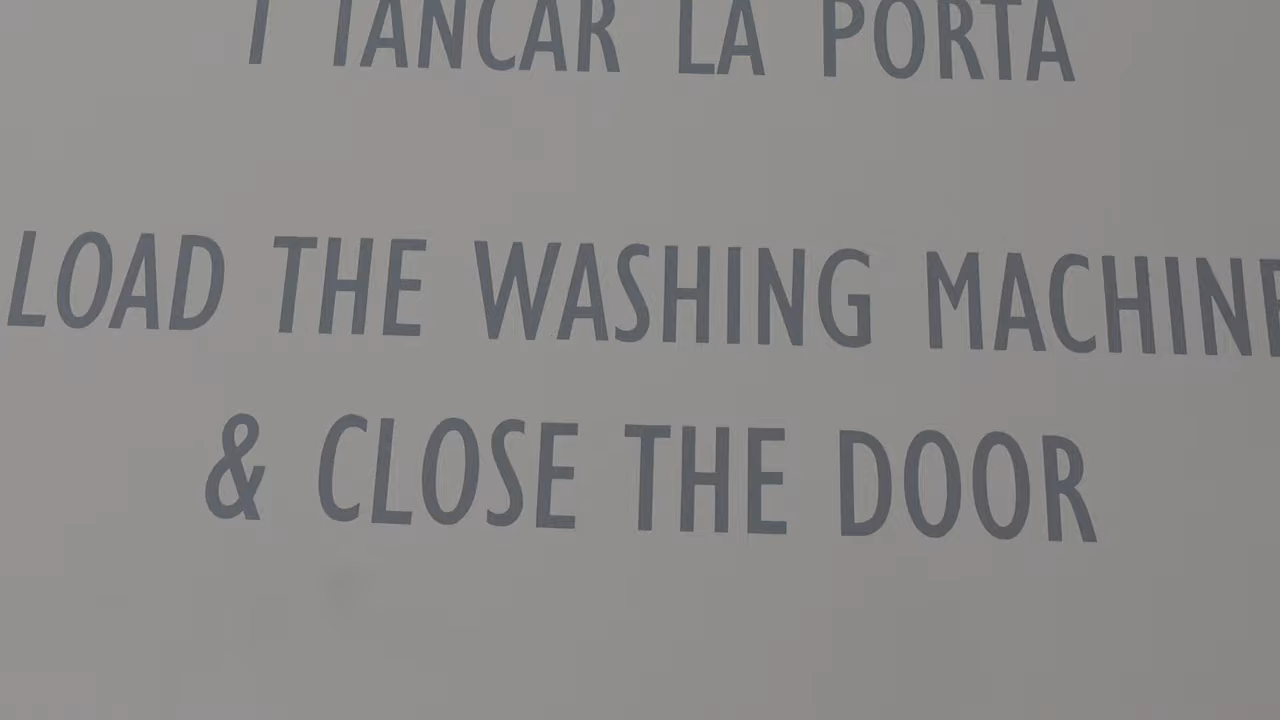 I TANCAR LA PORTA
LOAD THE WASHING MACHINE
& CLOSE THE DOOR